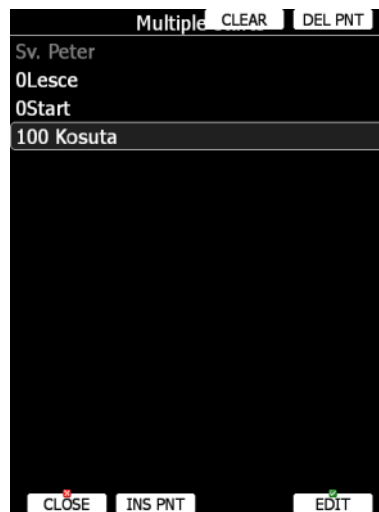 Multiple CLEAR DEL PNT
Sv. Peter
0Lesce
0Start
100 Kosuta
CLOSE INS PNT EDIT